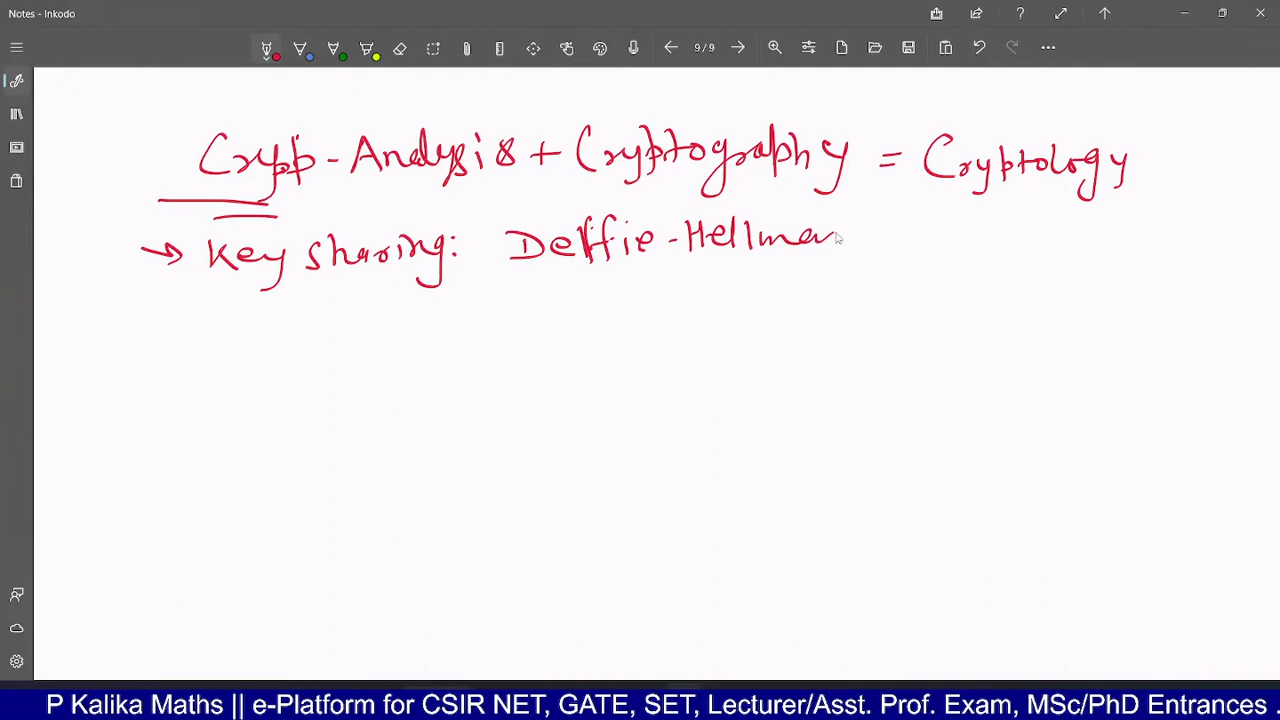 Notes - Inkodo
9/9
Crypp-Analysis + Cryptography = Cryptology
→ Key sharing: Deffie-Hellman
P Kalika Maths || e-Platform for CSIR NET, GATE, SET, Lecturer/Asst. Prof. Exam, MSc/PhD Entrances